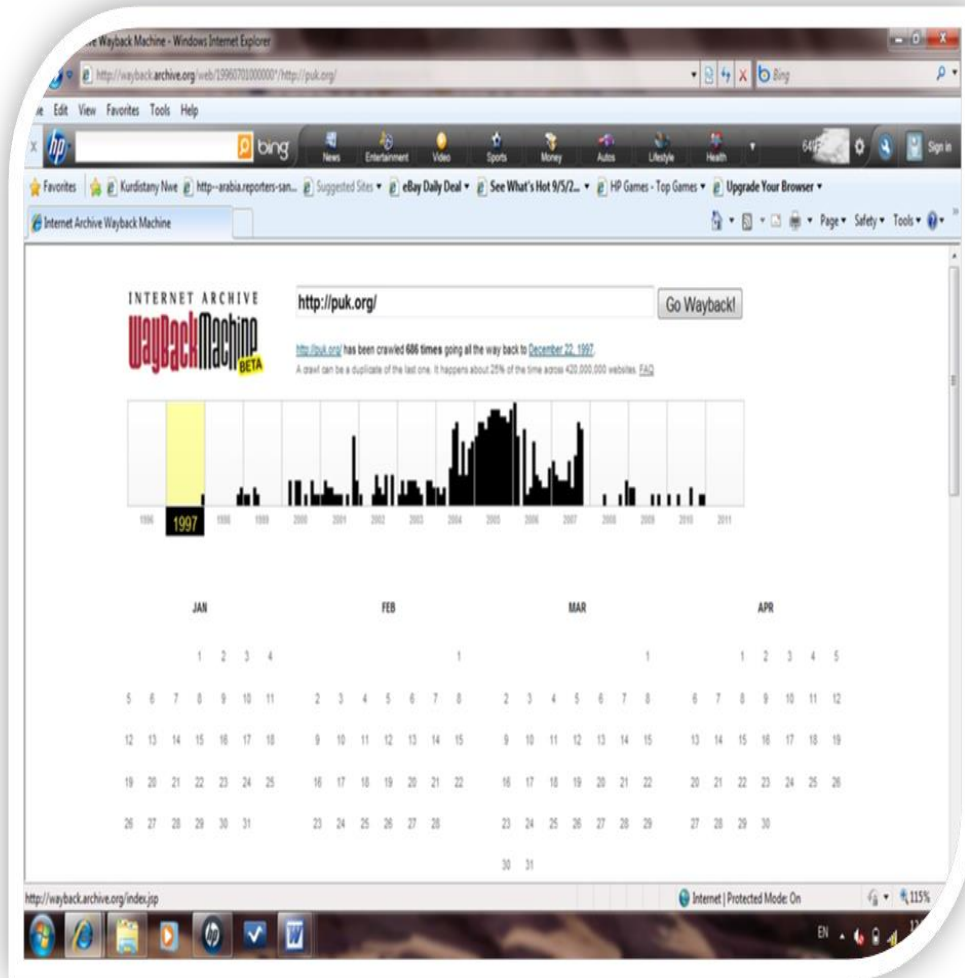 ve Wayback Machine - Windows Internet Explorer
http://wayback.archive.org/web/19960701000000*/http://puk.org/
Bing
Edit View Favorites Tools Help
x hp bing News Entertainment Video Sports Money Autos Lifestyle Health Sign in
Favorites Kurdistany Nwe http--arabia.reporters-san... Suggested Sites eBay Daily Deal See What's Hot 9/5/2... HP Games - Top Games Upgrade Your Browser
Internet Archive Wayback Machine
Page Safety Tools
INTERNET ARCHIVE
WayBackMachine
BETA
http://puk.org/
Go Wayback!
http://puk.org/ has been crawled 686 times going all the way back to December 22, 1997.
A crawl can be a duplicate of the last one. It happens about 25% of the time across 420,000,000 websites. FAQ
1996 1997 1998 1999 2000 2001 2002 2003 2004 2005 2006 2007 2008 2009 2010 2011
JAN FEB MAR APR
1 2 3 4 1 1 1 2 3 4 5
5 6 7 8 9 10 11 2 3 4 5 6 7 8 2 3 4 5 6 7 8 6 7 8 9 10 11 12
12 13 14 15 16 17 18 9 10 11 12 13 14 15 9 10 11 12 13 14 15 13 14 15 16 17 18 19
19 20 21 22 23 24 25 16 17 18 19 20 21 22 16 17 18 19 20 21 22 20 21 22 23 24 25 26
26 27 28 29 30 31 23 24 25 26 27 28 23 24 25 26 27 28 29 27 28 29 30
30 31
http://wayback.archive.org/index.jsp
Internet | Protected Mode: On
115%
hp W EN